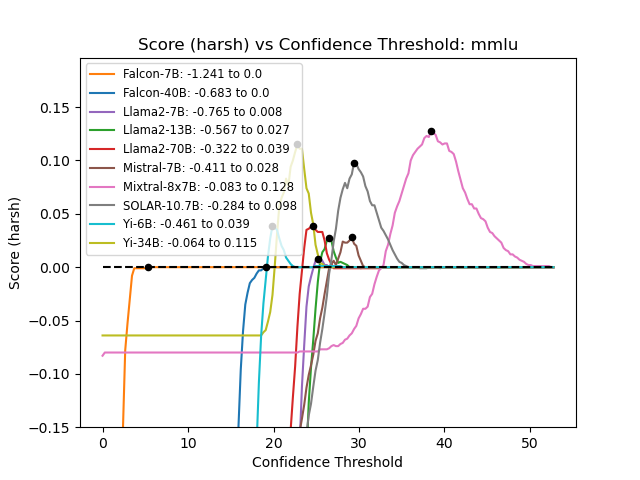 Score (harsh) vs Confidence Threshold: mmlu
Falcon-7B: -1.241 to 0.0
Falcon-40B: -0.683 to 0.0
Llama2-7B: -0.765 to 0.008
Llama2-13B: -0.567 to 0.027
Llama2-70B: -0.322 to 0.039
Mistral-7B: -0.411 to 0.028
Mixtral-8x7B: -0.083 to 0.128
SOLAR-10.7B: -0.284 to 0.098
Yi-6B: -0.461 to 0.039
Yi-34B: -0.064 to 0.115
Score (harsh)
0.15
0.10
0.05
0.00
−0.05
−0.10
−0.15
0 10 20 30 40 50
Confidence Threshold